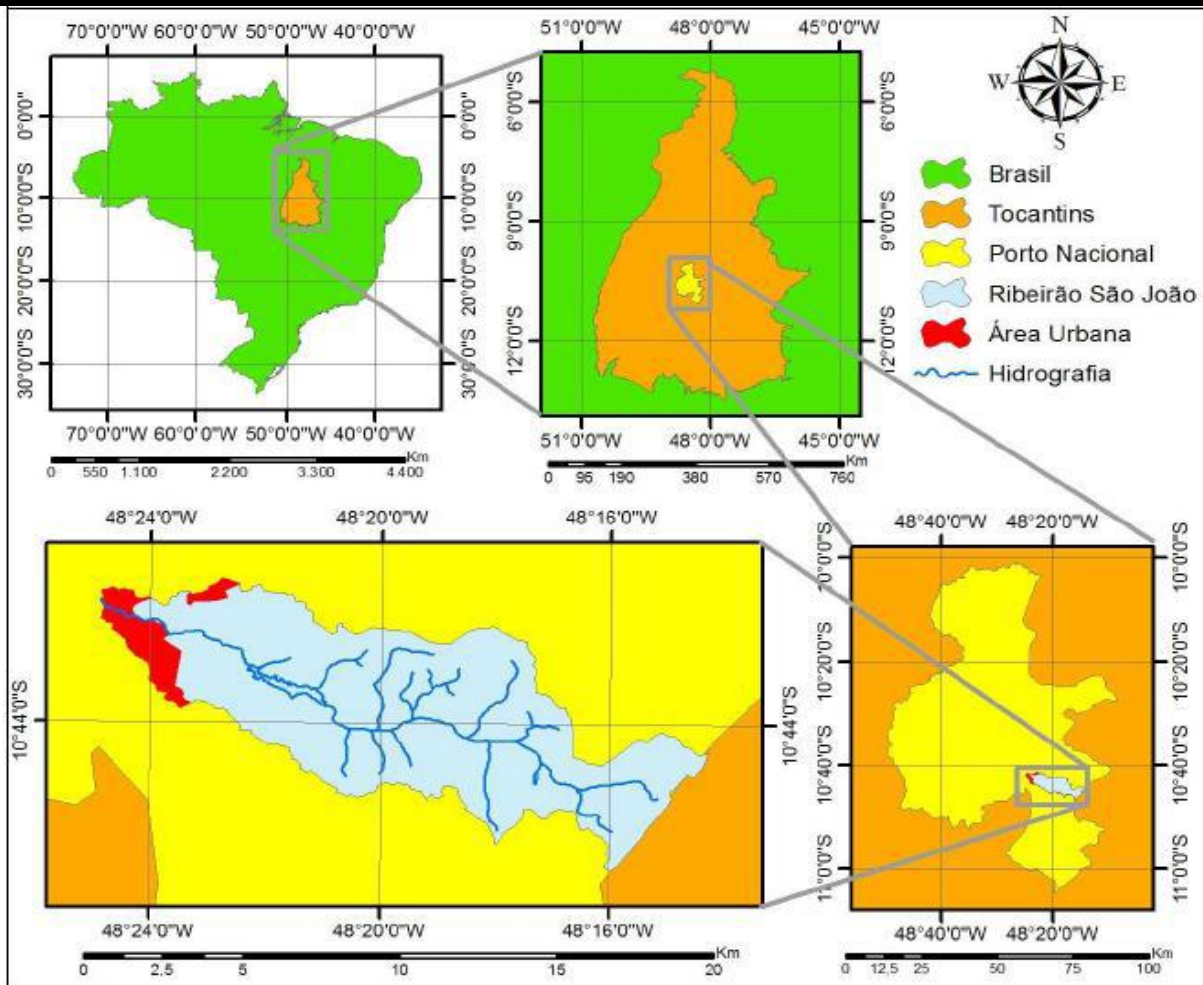 70°0'0"W 60°0'0"W 50°0'0"W 40°0'0"W
0°0'0"
10°0'0"S
20°0'0"S
30°0'0"S
0°0'0"
10°0'0"S
20°0'0"S
30°0'0"S
70°0'0"W 60°0'0"W 50°0'0"W 40°0'0"W
0 550 1.100 2.200 3.300 4.400 Km
51°0'0"W 48°0'0"W 45°0'0"W
6°0'0"S
9°0'0"S
12°0'0"S
6°0'0"S
9°0'0"S
12°0'0"S
51°0'0"W 48°0'0"W 45°0'0"W
0 95 190 380 570 760 Km
N
W E
S
Brasil
Tocantins
Porto Nacional
Ribeirão São João
Área Urbana
Hidrografia
48°24'0"W 48°20'0"W 48°16'0"W
10°44'0"S
10°44'0"S
48°24'0"W 48°20'0"W 48°16'0"W
0 2,5 5 10 15 20 Km
48°40'0"W 48°20'0"W
10°0'0"S
10°20'0"S
10°40'0"S
11°0'0"S
10°0'0"S
10°20'0"S
10°40'0"S
11°0'0"S
48°40'0"W 48°20'0"W
0 12,5 25 50 75 100 Km